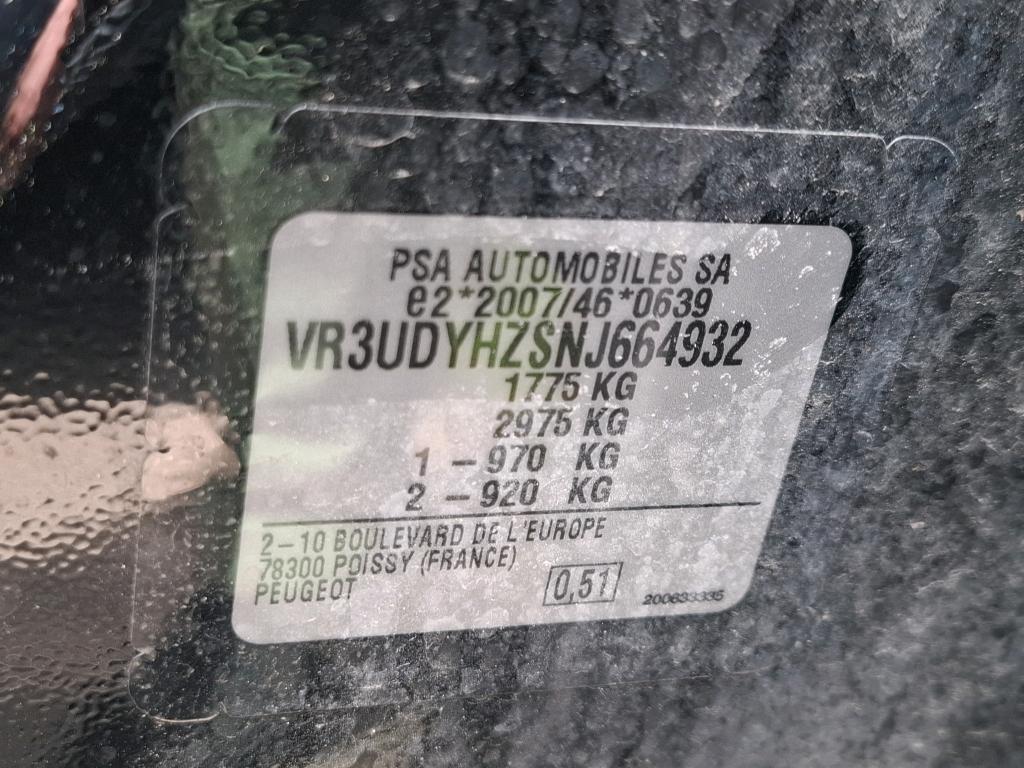 PSA AUTOMOBILES SA
e2*2007/46*0639
VR3UDYHZSNJ664932
1775 KG
2975 KG
1 – 970 KG
2 – 920 KG
2–10 BOULEVARD DE L'EUROPE
78300 POISSY (FRANCE)
PEUGEOT
0,51
200633335